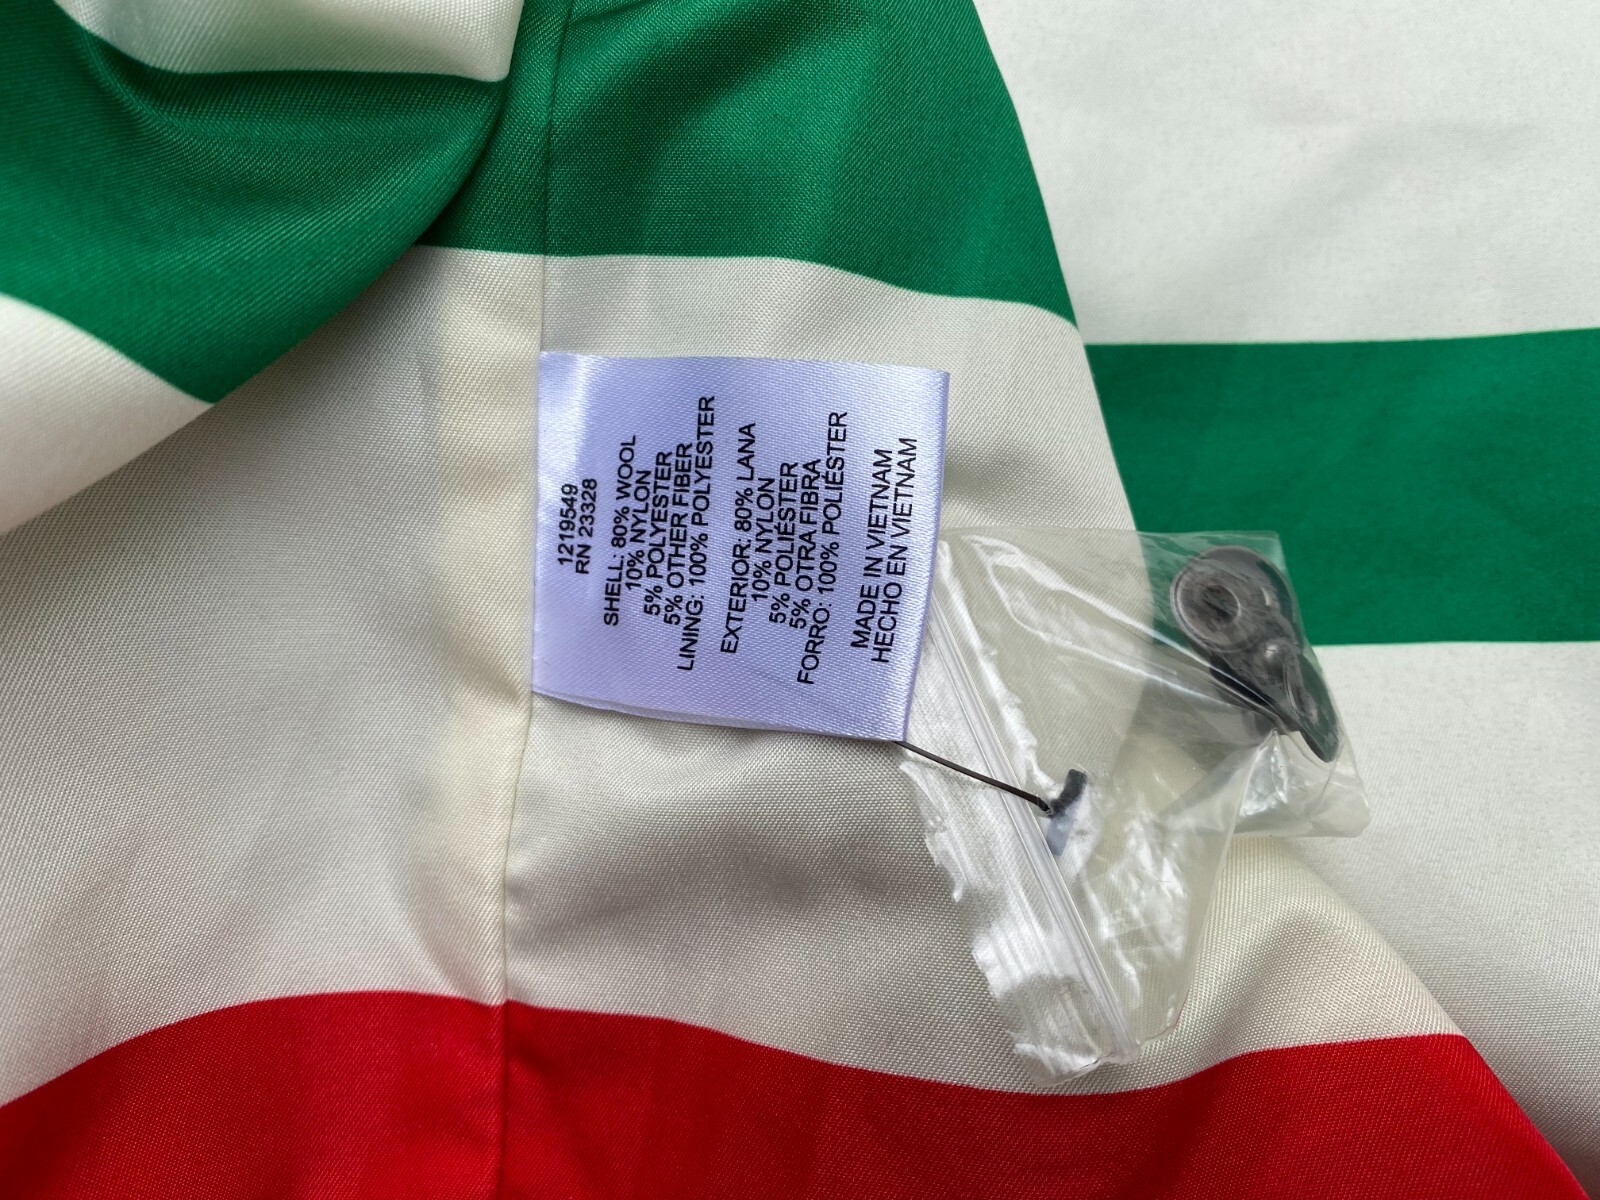 1219549
RN 23328
SHELL: 80% WOOL
10% NYLON
5% POLYESTER
5% OTHER FIBER
LINING: 100% POLYESTER
EXTERIOR: 80% LANA
10% NYLON
5% POLIÉSTER
5% OTRA FIBRA
FORRO: 100% POLIÉSTER
MADE IN VIETNAM
HECHO EN VIETNAM